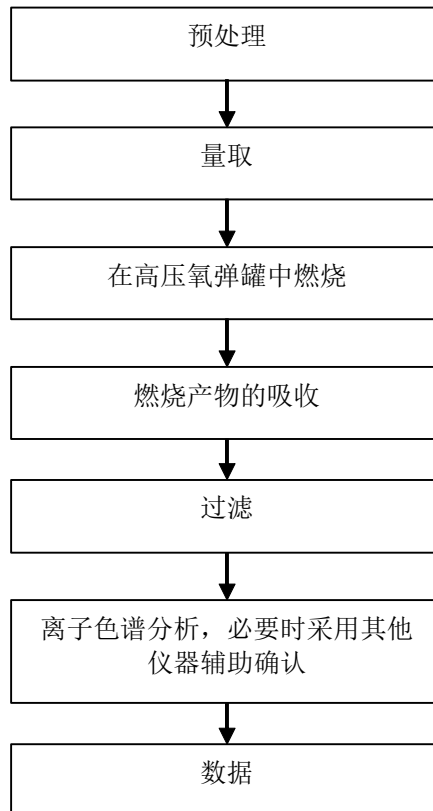 预处理
量取
在高压氧弹罐中燃烧
燃烧产物的吸收
过滤
离子色谱分析，必要时采用其他
仪器辅助确认
数据